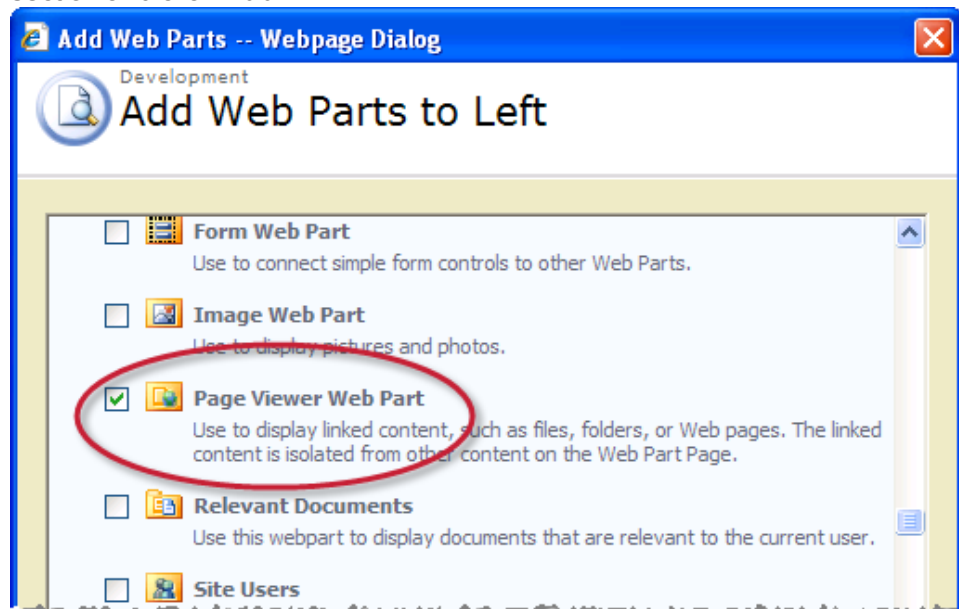 Add Web Parts -- Webpage Dialog
Development
Add Web Parts to Left
Form Web Part
Use to connect simple form controls to other Web Parts.
Image Web Part
Use to display pictures and photos.
Page Viewer Web Part
Use to display linked content, such as files, folders, or Web pages. The linked
content is isolated from other content on the Web Part Page.
Relevant Documents
Use this webpart to display documents that are relevant to the current user.
Site Users